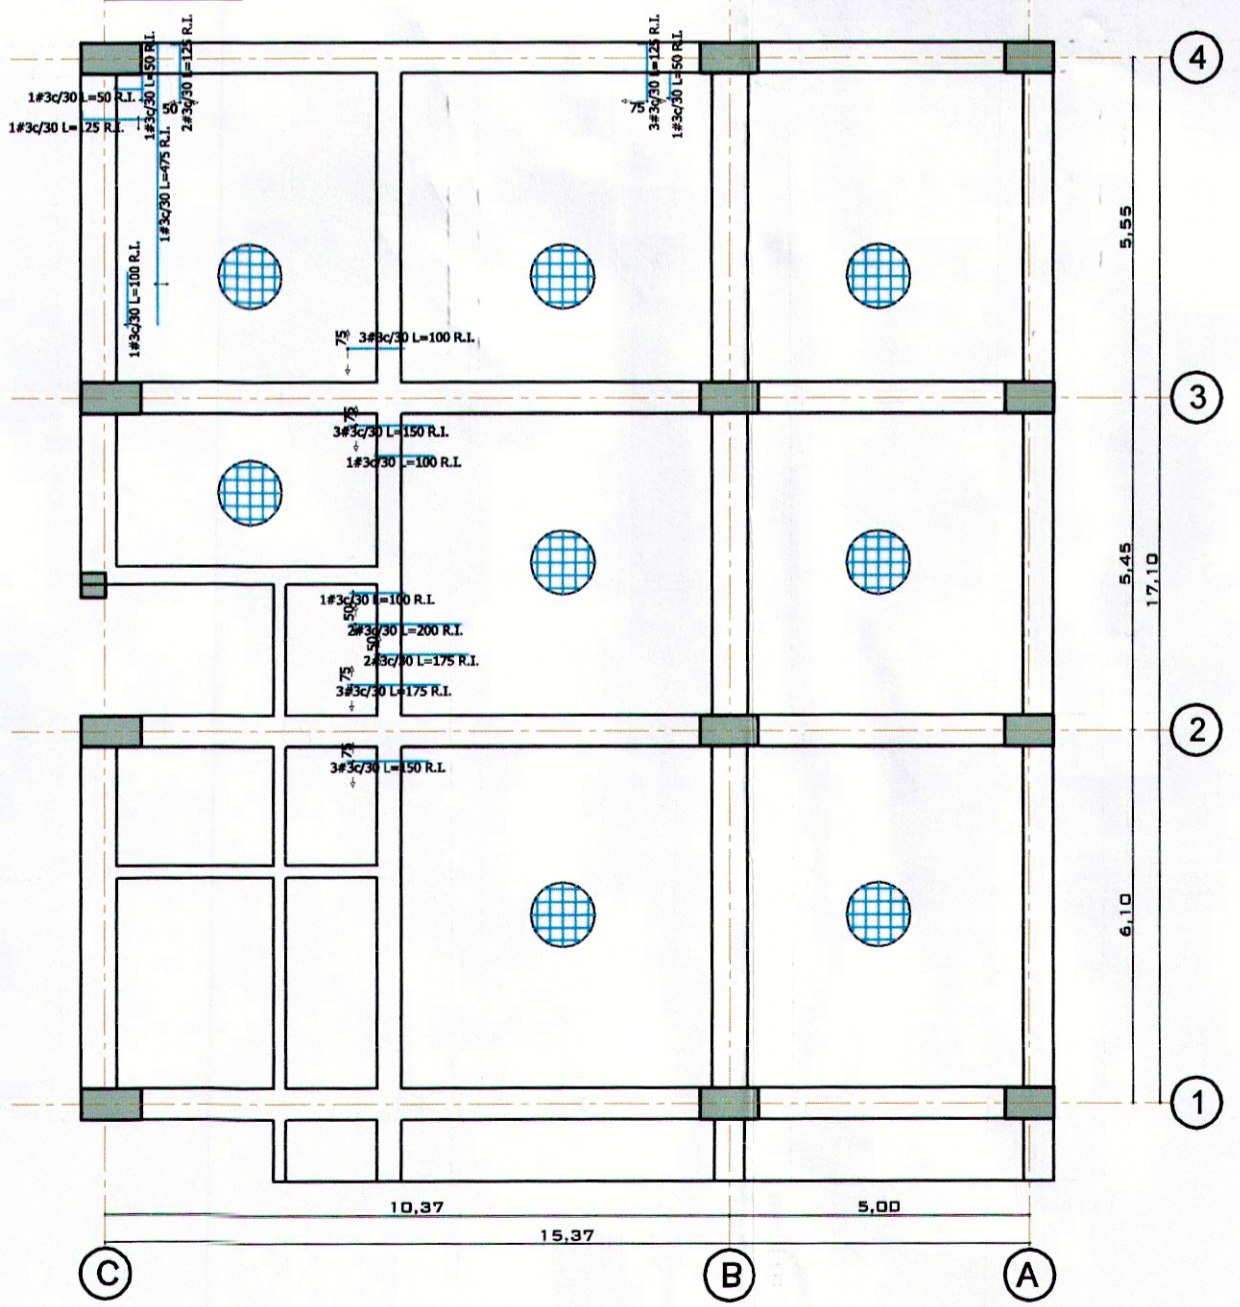 1#3c/30 L=50 R.I.
1#3c/30 L=125 R.I.
1#3c/30 L=50 R.I.
2#3c/30 L=125 R.I.
50
1#3c/30 L=475 R.I.
1#3c/30 L=100 R.I.
3#3c/30 L=125 R.I.
1#3c/30 L=50 R.I.
75
4
5,55
75
3#3c/30 L=100 R.I.
3
75
3#3c/30 L=150 R.I.
1#3c/30 L=100 R.I.
5,45
17,10
1#3c/30 L=100 R.I.
50
2#3c/30 L=200 R.I.
50
2#3c/30 L=175 R.I.
75
3#3c/30 L=175 R.I.
2
75
3#3c/30 L=150 R.I.
6,10
1
10,37
5,00
15,37
C
B
A